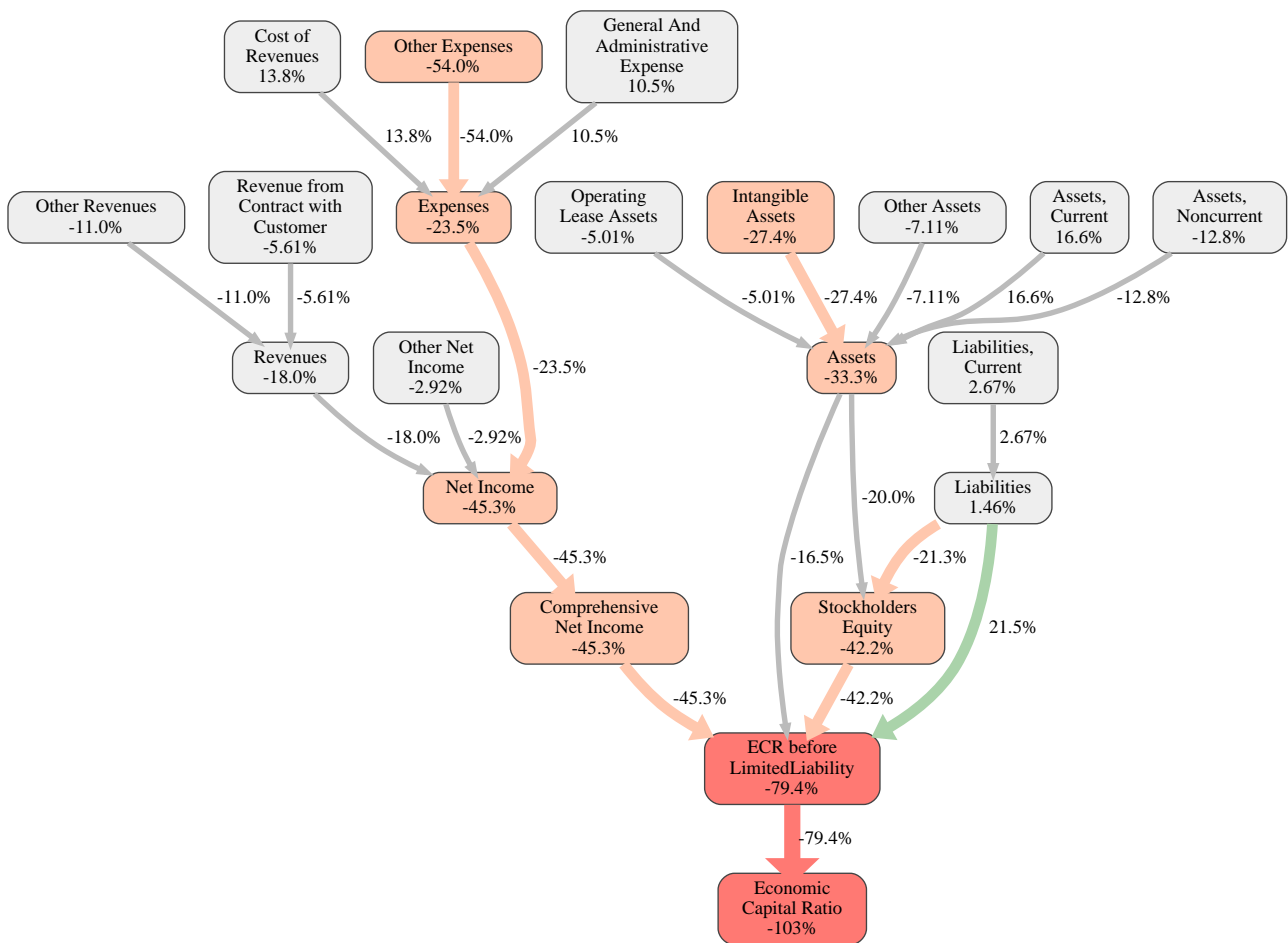 Cost of
Revenues
13.8%
Other Expenses
-54.0%
General And
Administrative
Expense
10.5%
13.8%
-54.0%
10.5%
Other Revenues
-11.0%
Revenue from
Contract with
Customer
-5.61%
Expenses
-23.5%
Operating
Lease Assets
-5.01%
Intangible
Assets
-27.4%
Other Assets
-7.11%
Assets,
Current
16.6%
Assets,
Noncurrent
-12.8%
-11.0%
-5.61%
-5.01%
-27.4%
-7.11%
16.6%
-12.8%
Revenues
-18.0%
Other Net
Income
-2.92%
-23.5%
Assets
-33.3%
Liabilities,
Current
2.67%
-18.0%
-2.92%
2.67%
Net Income
-45.3%
-20.0%
Liabilities
1.46%
-45.3%
-16.5%
-21.3%
Comprehensive
Net Income
-45.3%
Stockholders
Equity
-42.2%
21.5%
-45.3%
-42.2%
ECR before
LimitedLiability
-79.4%
-79.4%
Economic
Capital Ratio
-103%